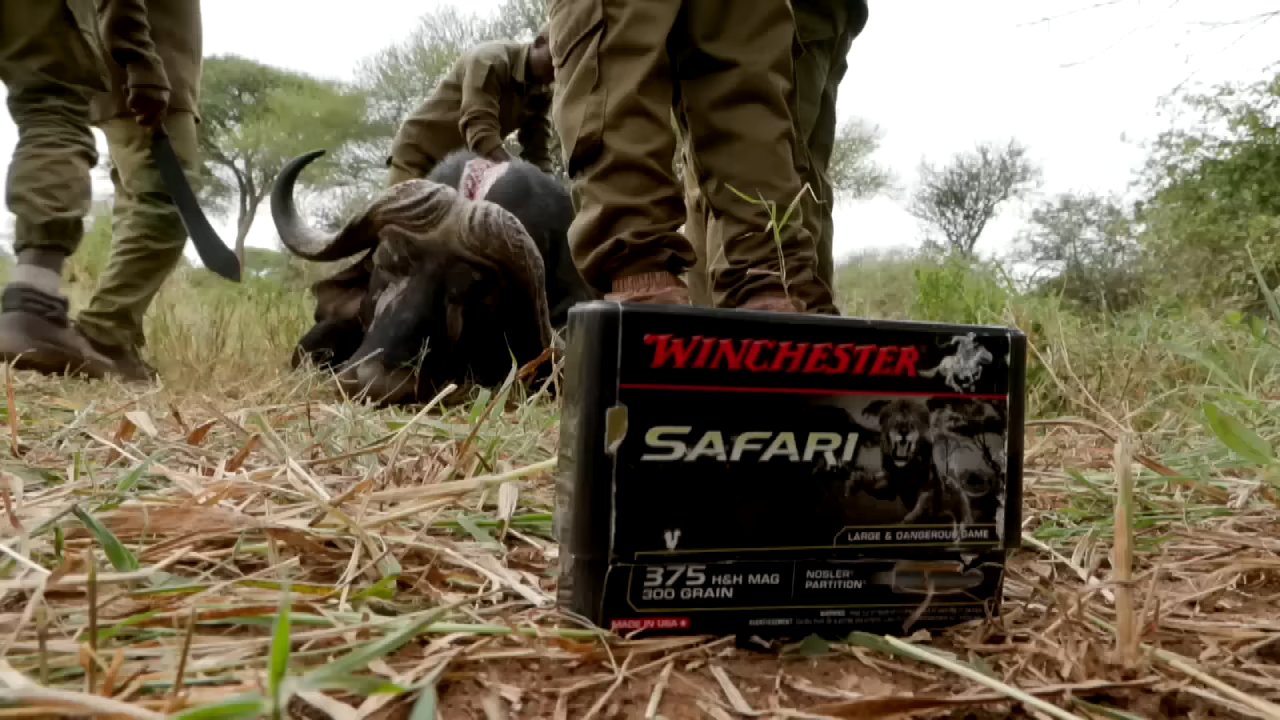 WINCHESTER
SAFARI
LARGE & DANGEROUS GAME
375 H&H MAG
300 GRAIN
NOSLER
PARTITION
MADE IN USA